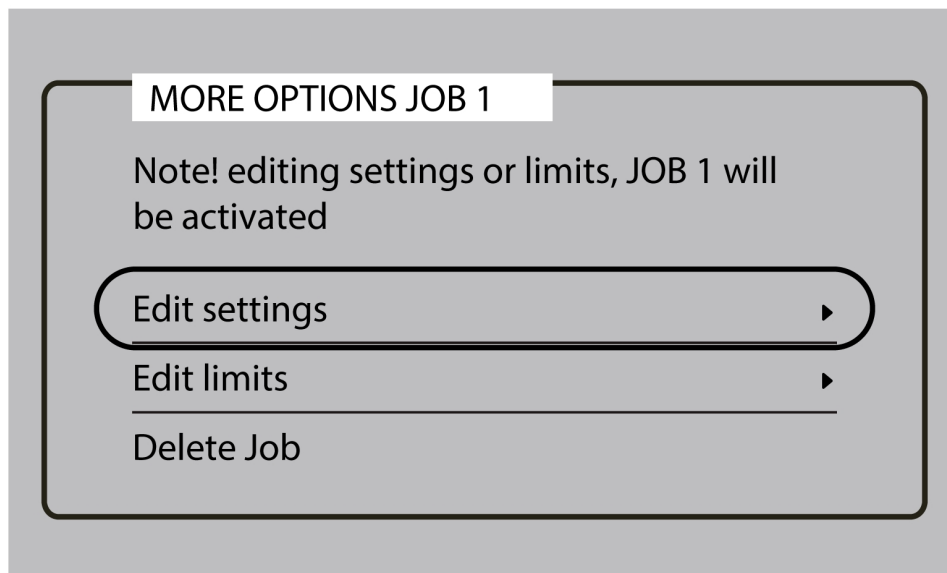 MORE OPTIONS JOB 1
Note! editing settings or limits, JOB 1 will
be activated
Edit settings
Edit limits
Delete Job